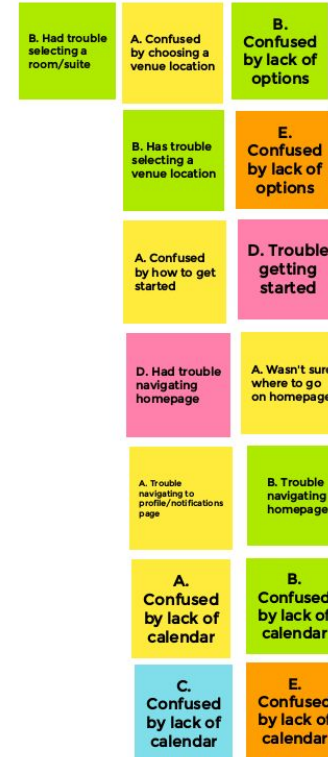 B. Had trouble
selecting a
room/suite
A. Confused
by choosing a
venue location
B.
Confused
by lack of
options
B. Has trouble
selecting a
venue location
E.
Confused
by lack of
options
A. Confused
by how to get
started
D. Trouble
getting
started
D. Had trouble
navigating
homepage
A. Wasn't sure
where to go
on homepage
A. Trouble
navigating to
profile/notifications
page
B. Trouble
navigating
homepage
A.
Confused
by lack of
calendar
B.
Confused
by lack of
calendar
C.
Confused
by lack of
calendar
E.
Confused
by lack of
calendar